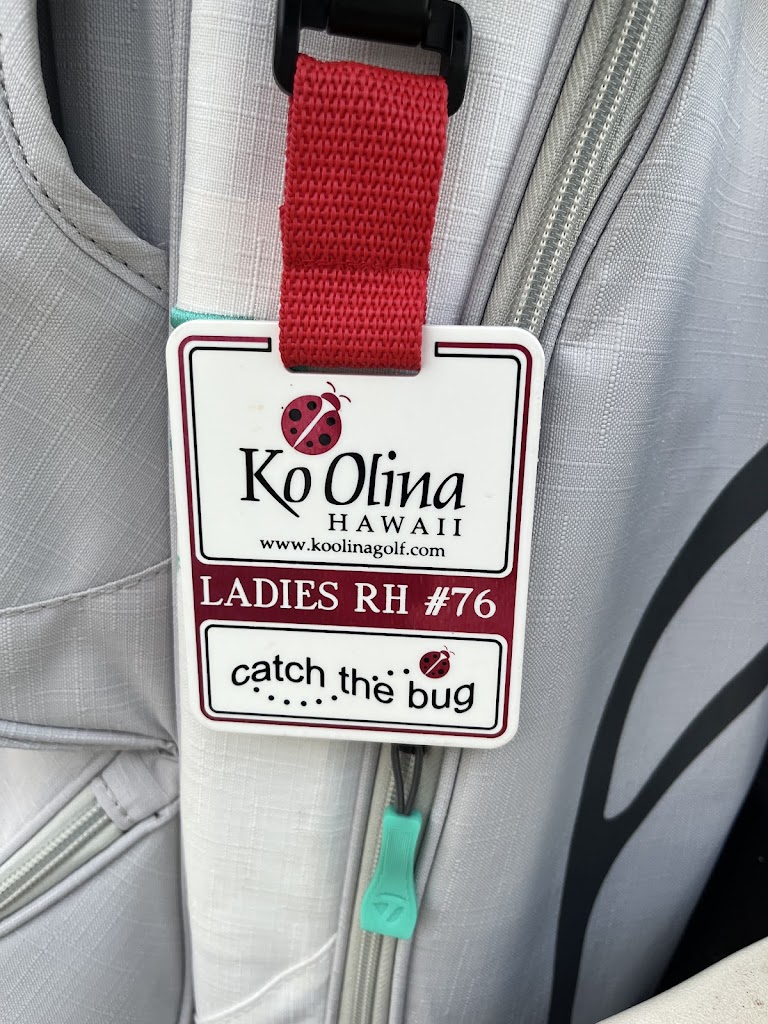 Ko Olina
HAWAII
www.koolinagolf.com
LADIES RH #76
catch the bug